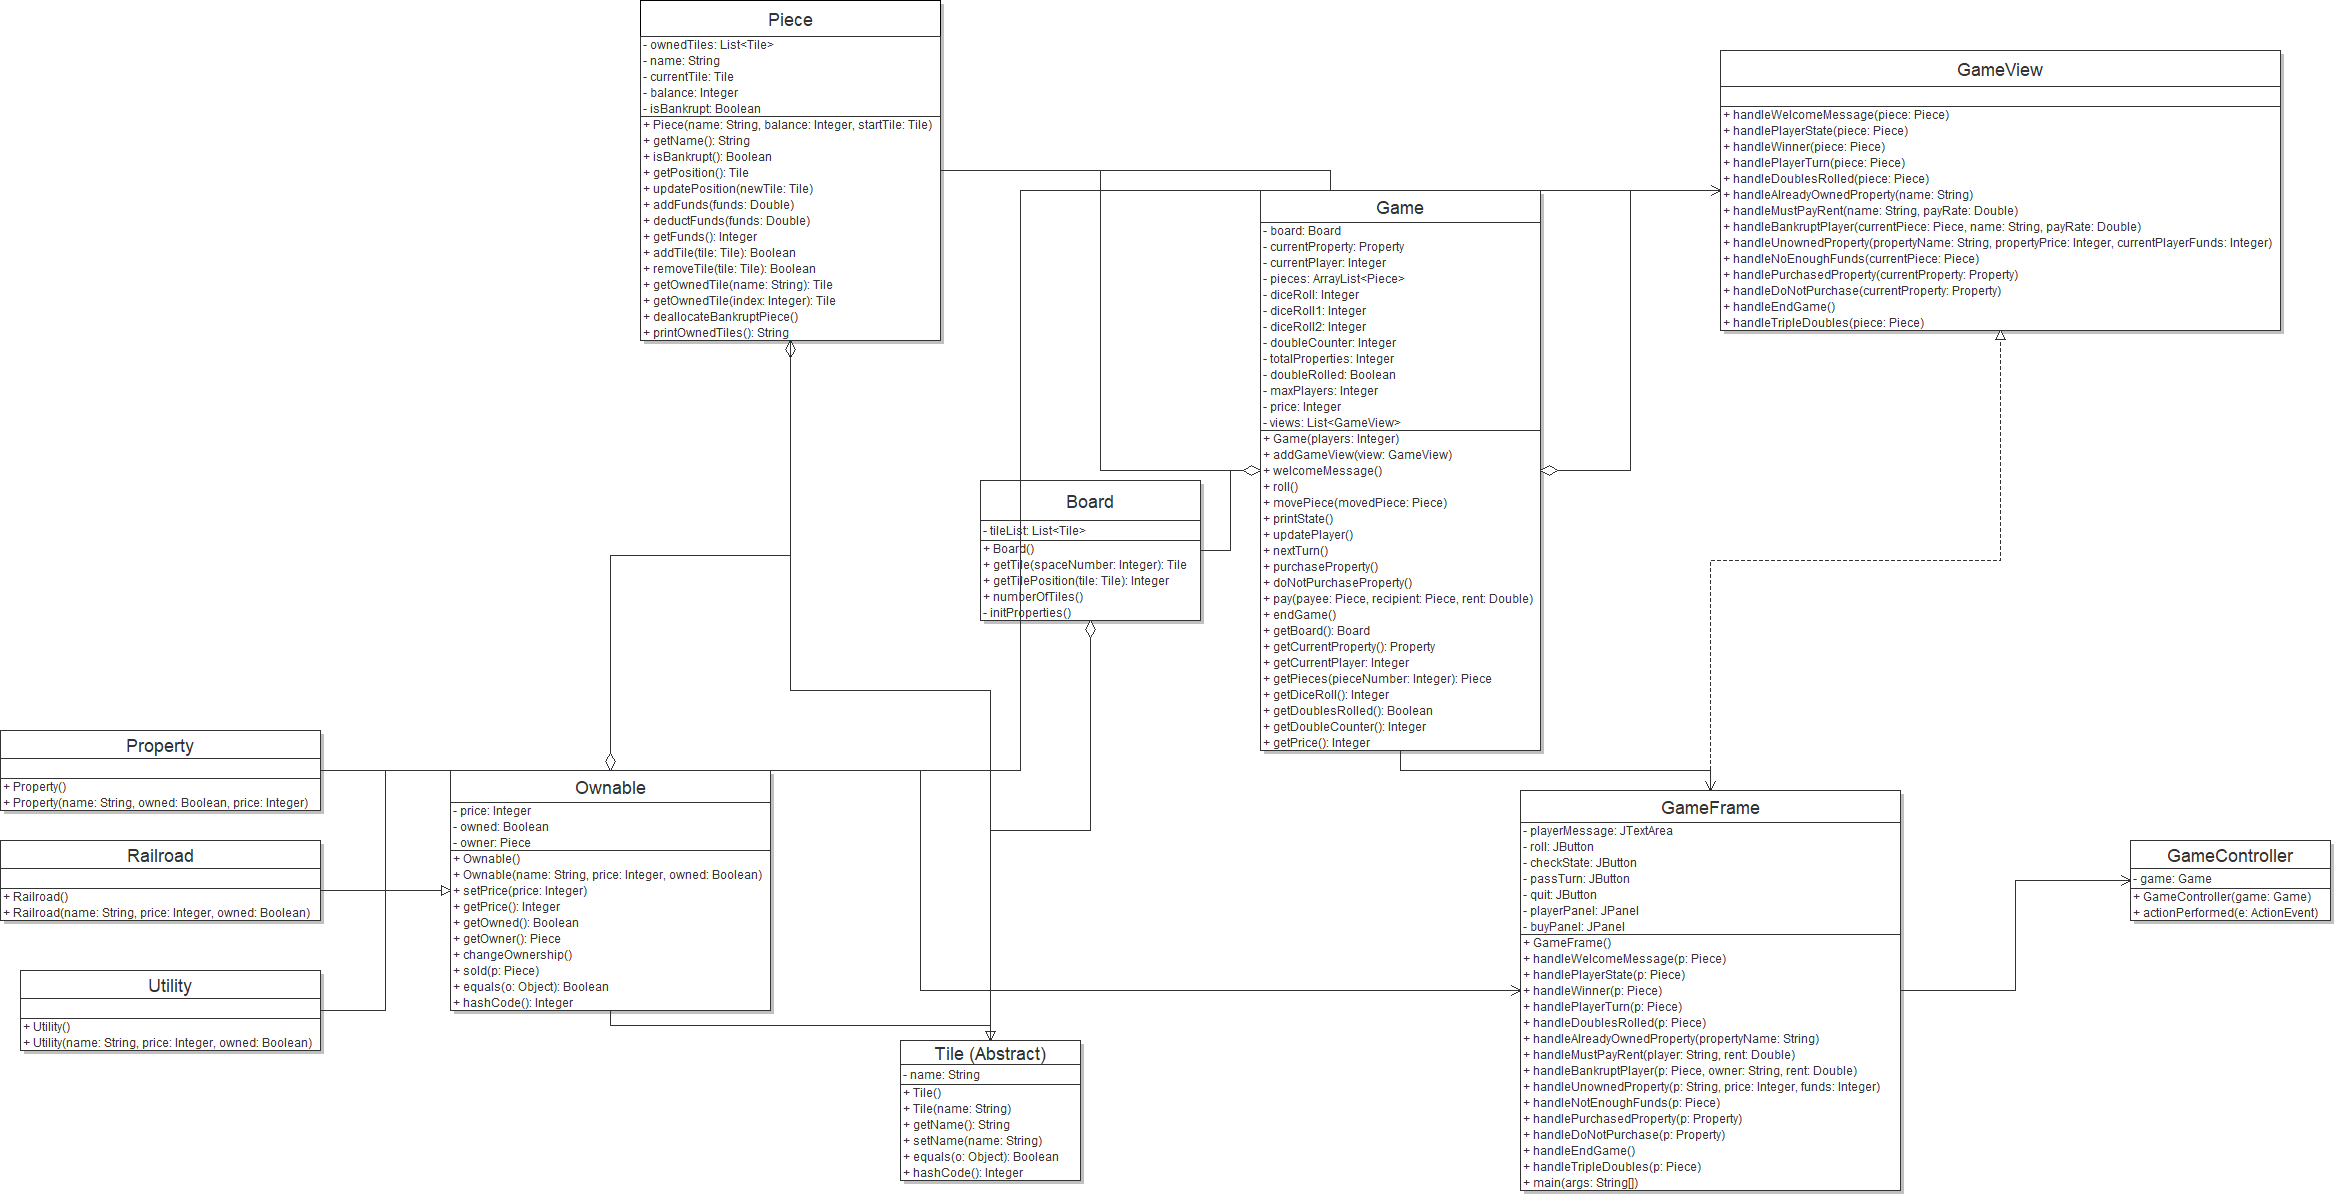 Piece
- ownedTiles: List<Tile>
- name: String
- currentTile: Tile
- balance: Integer
- isBankrupt: Boolean
+ Piece(name: String, balance: Integer, startTile: Tile)
+ getName(): String
+ isBankrupt(): Boolean
+ getPosition(): Tile
+ updatePosition(newTile: Tile)
+ addFunds(funds: Double)
+ deductFunds(funds: Double)
+ getFunds(): Integer
+ addTile(tile: Tile): Boolean
+ removeTile(tile: Tile): Boolean
+ getOwnedTile(name: String): Tile
+ getOwnedTile(index: Integer): Tile
+ deallocateBankruptPiece()
+ printOwnedTiles(): String
GameView
+ handleWelcomeMessage(piece: Piece)
+ handlePlayerState(piece: Piece)
+ handleWinner(piece: Piece)
+ handlePlayerTurn(piece: Piece)
+ handleDoublesRolled(piece: Piece)
+ handleAlreadyOwnedProperty(name: String)
+ handleMustPayRent(name: String, payRate: Double)
+ handleBankruptPlayer(currentPiece: Piece, name: String, payRate: Double)
+ handleUnownedProperty(propertyName: String, propertyPrice: Integer, currentPlayerFunds: Integer)
+ handleNoEnoughFunds(currentPiece: Piece)
+ handlePurchasedProperty(currentProperty: Property)
+ handleDoNotPurchase(currentProperty: Property)
+ handleEndGame()
+ handleTripleDoubles(piece: Piece)
Game
- board: Board
- currentProperty: Property
- currentPlayer: Integer
- pieces: ArrayList<Piece>
- diceRoll: Integer
- diceRoll1: Integer
- diceRoll2: Integer
- doubleCounter: Integer
- totalProperties: Integer
- doubleRolled: Boolean
- maxPlayers: Integer
- price: Integer
- views: List<GameView>
+ Game(players: Integer)
+ addGameView(view: GameView)
+ welcomeMessage()
+ roll()
+ movePiece(movedPiece: Piece)
+ printState()
+ updatePlayer()
+ nextTurn()
+ purchaseProperty()
+ doNotPurchaseProperty()
+ pay(payee: Piece, recipient: Piece, rent: Double)
+ endGame()
+ getBoard(): Board
+ getCurrentProperty(): Property
+ getCurrentPlayer: Integer
+ getPieces(pieceNumber: Integer): Piece
+ getDiceRoll(): Integer
+ getDoublesRolled(): Boolean
+ getDoubleCounter(): Integer
+ getPrice(): Integer
Board
- tileList: List<Tile>
+ Board()
+ getTile(spaceNumber: Integer): Tile
+ getTilePosition(tile: Tile): Integer
+ numberOfTiles()
- initProperties()
Property
+ Property()
+ Property(name: String, owned: Boolean, price: Integer)
Railroad
+ Railroad()
+ Railroad(name: String, price: Integer, owned: Boolean)
Utility
+ Utility()
+ Utility(name: String, price: Integer, owned: Boolean)
Ownable
- price: Integer
- owned: Boolean
- owner: Piece
+ Ownable()
+ Ownable(name: String, price: Integer, owned: Boolean)
+ setPrice(price: Integer)
+ getPrice(): Integer
+ getOwned(): Boolean
+ getOwner(): Piece
+ changeOwnership()
+ sold(p: Piece)
+ equals(o: Object): Boolean
+ hashCode(): Integer
Tile (Abstract)
- name: String
+ Tile()
+ Tile(name: String)
+ getName(): String
+ setName(name: String)
+ equals(o: Object): Boolean
+ hashCode(): Integer
GameFrame
- playerMessage: JTextArea
- roll: JButton
- checkState: JButton
- passTurn: JButton
- quit: JButton
- playerPanel: JPanel
- buyPanel: JPanel
+ GameFrame()
+ handleWelcomeMessage(p: Piece)
+ handlePlayerState(p: Piece)
+ handleWinner(p: Piece)
+ handlePlayerTurn(p: Piece)
+ handleDoublesRolled(p: Piece)
+ handleAlreadyOwnedProperty(propertyName: String)
+ handleMustPayRent(player: String, rent: Double)
+ handleBankruptPlayer(p: Piece, owner: String, rent: Double)
+ handleUnownedProperty(p: String, price: Integer, funds: Integer)
+ handleNotEnoughFunds(p: Piece)
+ handlePurchasedProperty(p: Property)
+ handleDoNotPurchase(p: Property)
+ handleEndGame()
+ handleTripleDoubles(p: Piece)
+ main(args: String[])
GameController
- game: Game
+ GameController(game: Game)
+ actionPerformed(e: ActionEvent)